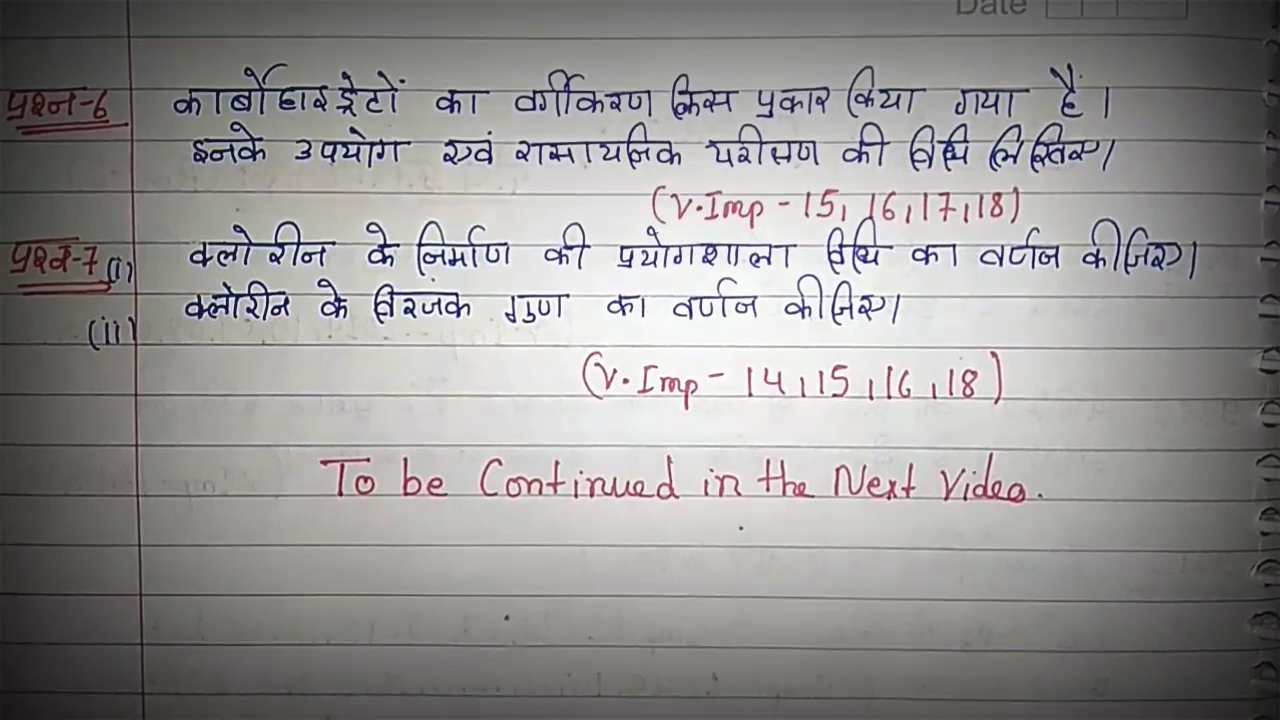 Date
प्रश्न-6 कार्बोहाइड्रेटों का वर्गीकरण किस प्रकार किया गया है।
इनके उपयोग एवं रासायनिक परीक्षण की विधि लिखिए।
(V.Imp - 15, 16, 17, 18)
प्रश्न-7 (i) क्लोरीन के निर्माण की प्रयोगशाला विधि का वर्णन कीजिए।
(ii) क्लोरीन के विरंजक गुण का वर्णन कीजिए।
(V.Imp - 14, 15, 16, 18)
To be Continued in the Next Video.